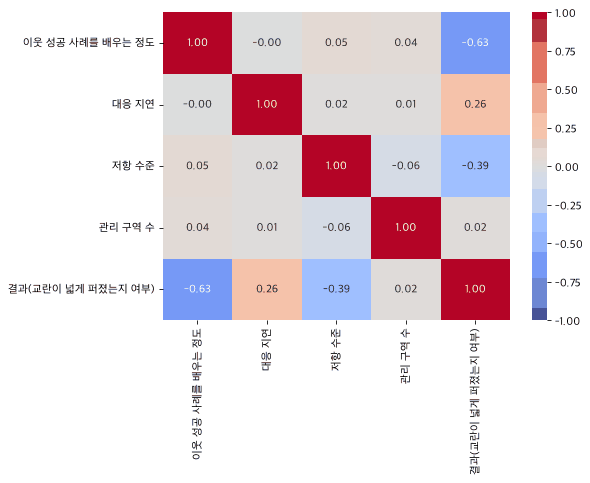 이웃 성공 사례를 배우는 정도 1.00 -0.00 0.05 0.04 -0.63
대응 지연 -0.00 1.00 0.02 0.01 0.26
저항 수준 0.05 0.02 1.00 -0.06 -0.39
관리 구역 수 0.04 0.01 -0.06 1.00 0.02
결과(교란이 넓게 퍼졌는지 여부) -0.63 0.26 -0.39 0.02 1.00
이웃 성공 사례를 배우는 정도
대응 지연
저항 수준
관리 구역 수
결과(교란이 넓게 퍼졌는지 여부)
1.00
0.75
0.50
0.25
0.00
-0.25
-0.50
-0.75
-1.00